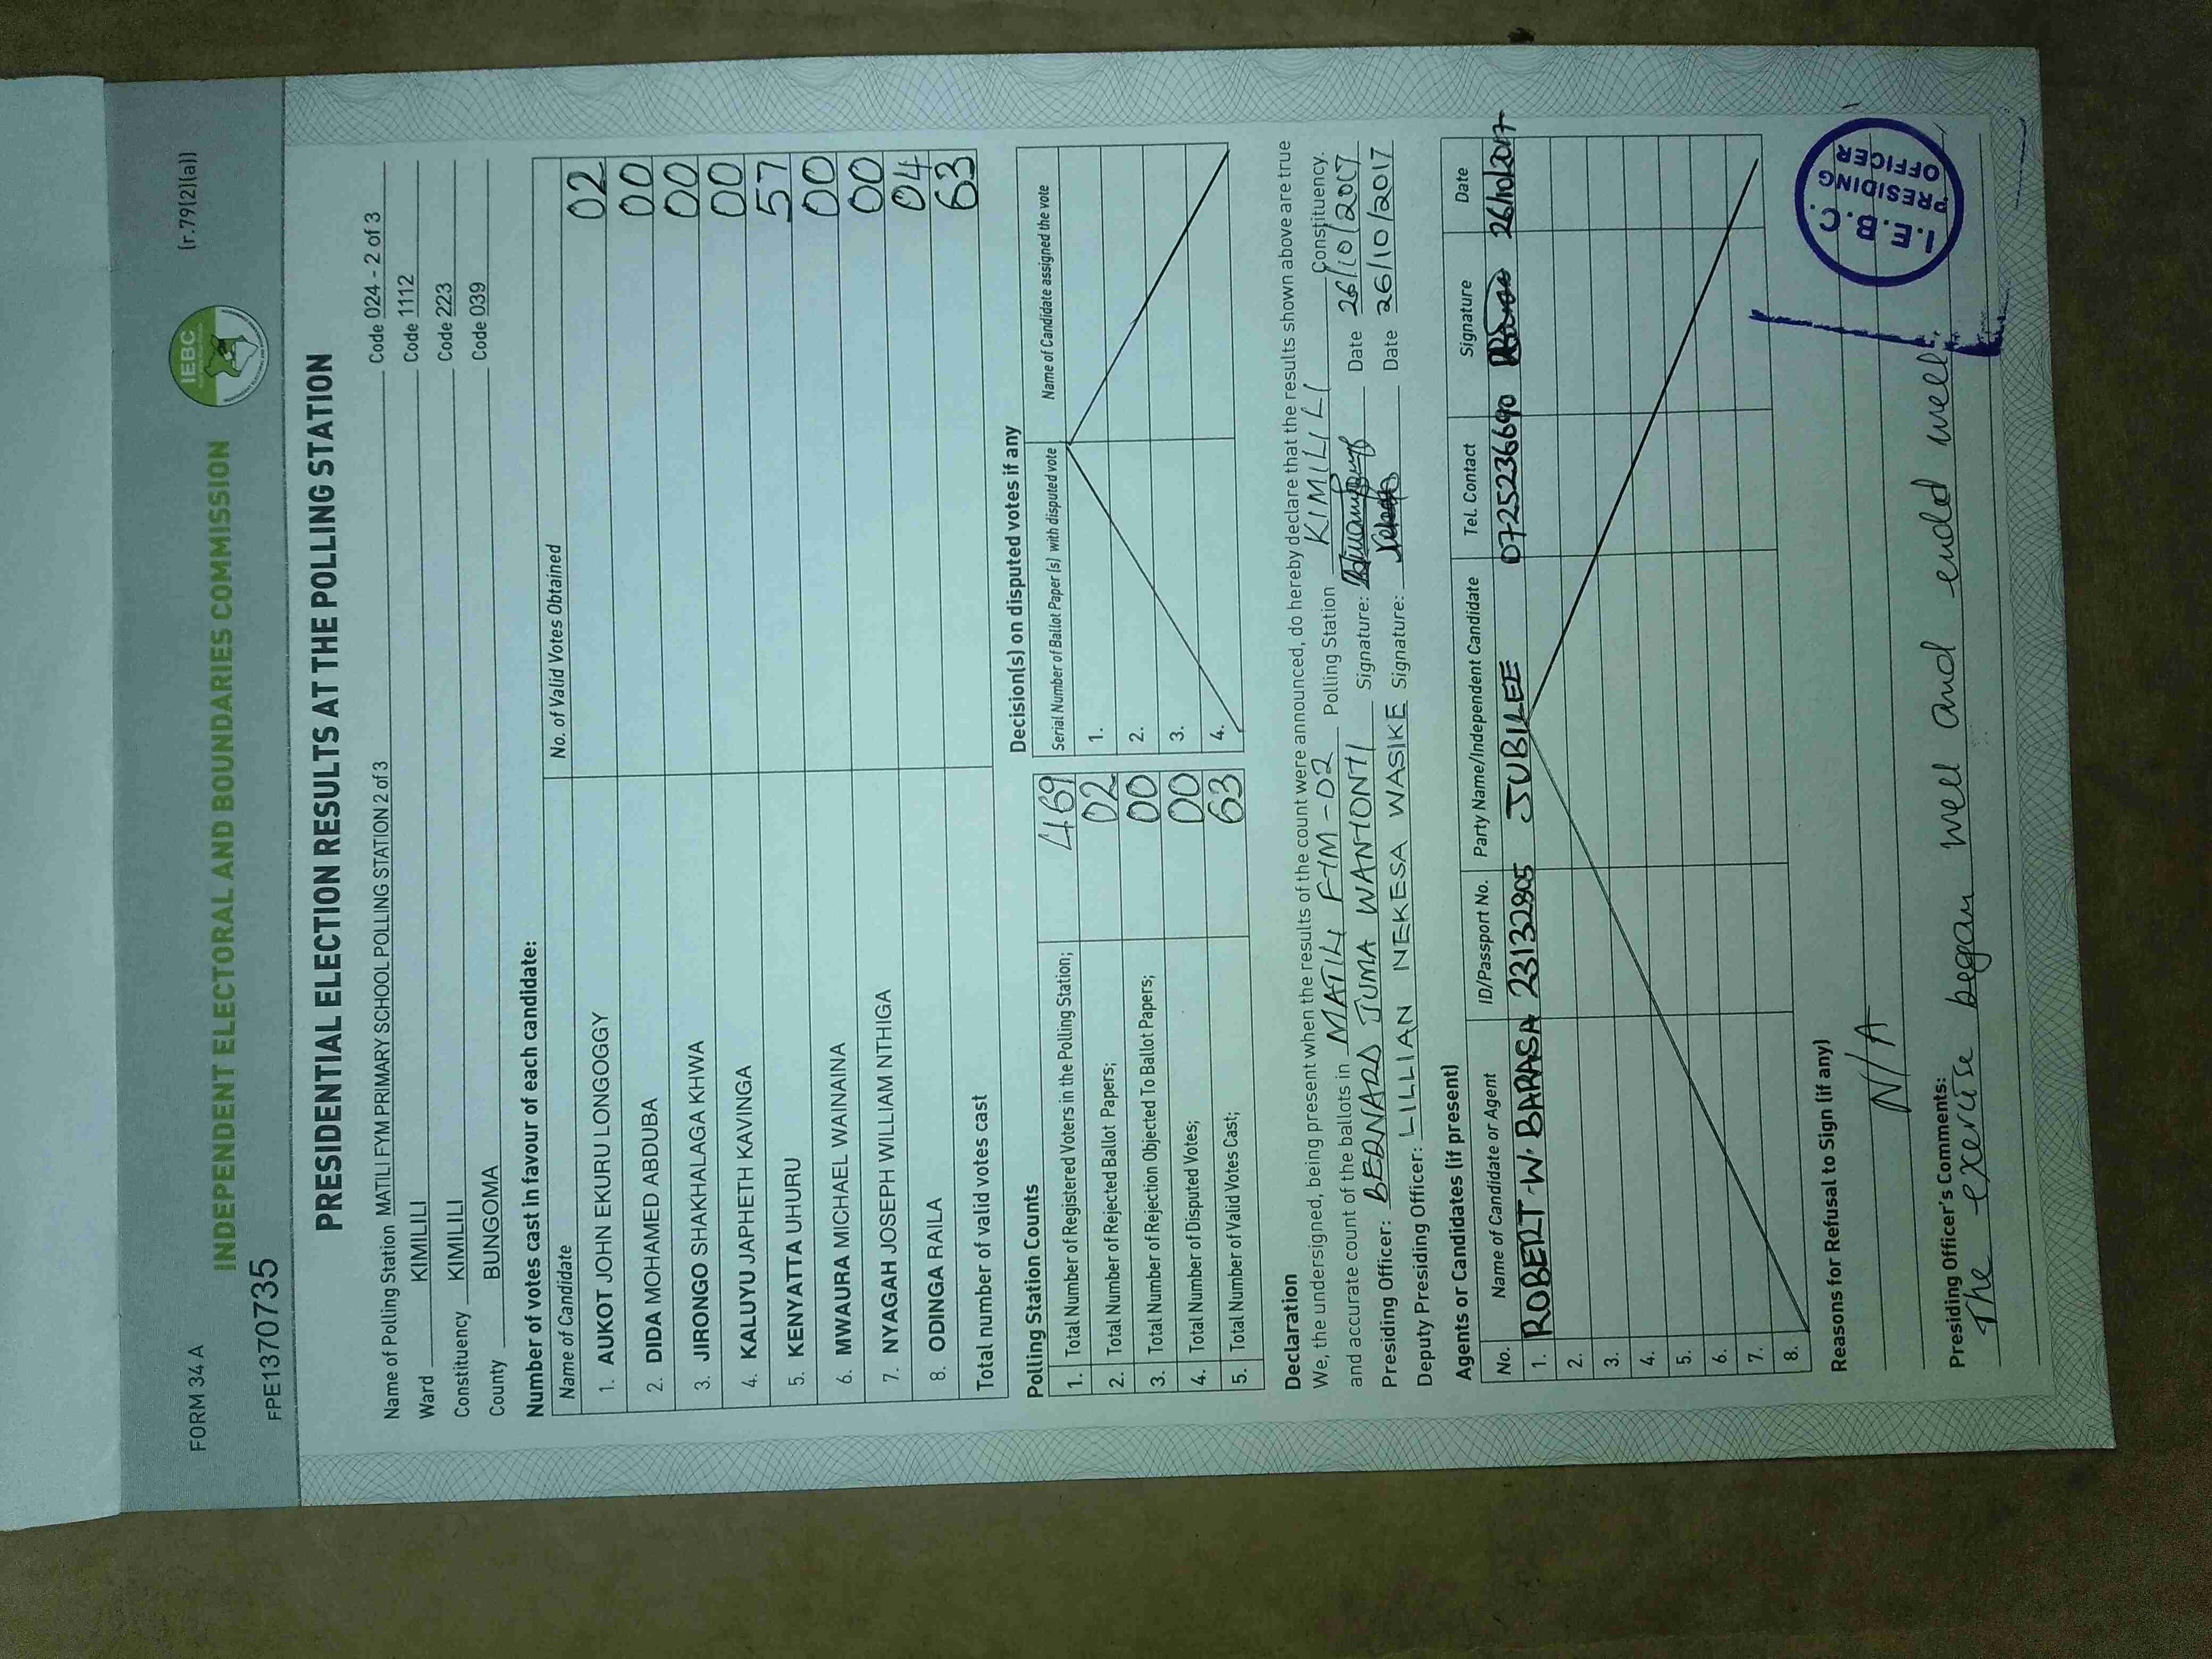 FORM 34 A
[r.79(2)(a)]
IEBC
INDEPENDENT ELECTORAL AND BOUNDARIES COMMISSION
FPE1370735
PRESIDENTIAL ELECTION RESULTS AT THE POLLING STATION
Name of Polling Station MATILI FYM PRIMARY SCHOOL POLLING STATION 2 of 3 Code 024 - 2 of 3
Ward KIMILILI Code 1112
Constituency KIMILILI Code 223
County BUNGOMA Code 039
Number of votes cast in favour of each candidate:
Name of Candidate No. of Valid Votes Obtained
1. AUKOT JOHN EKURU LONGOGGY 02
2. DIDA MOHAMED ABDUBA 00
3. JIRONGO SHAKHALAGA KHWA 00
4. KALUYU JAPHETH KAVINGA 00
5. KENYATTA UHURU 57
6. MWAURA MICHAEL WAINAINA 00
7. NYAGAH JOSEPH WILLIAM NTHIGA 00
8. ODINGA RAILA 04
Total number of valid votes cast 63
Polling Station Counts
1. Total Number of Registered Voters in the Polling Station; 469
2. Total Number of Rejected Ballot Papers; 02
3. Total Number of Rejection Objected To Ballot Papers; 00
4. Total Number of Disputed Votes; 00
5. Total Number of Valid Votes Cast; 63
Decision(s) on disputed votes if any
Serial Number of Ballot Paper (s) with disputed vote Name of Candidate assigned the vote
1.
2.
3.
4.
Declaration
We, the undersigned, being present when the results of the count were announced, do hereby declare that the results shown above are true
and accurate count of the ballots in MATILI FYM - D2 Polling Station KIMILILI Constituency.
Presiding Officer: BERNARD JUMA WANYONYI Signature: Date 26/10/2017
Deputy Presiding Officer: LILLIAN NEKESA WASIKE Signature: Date 26/10/2017
Agents or Candidates (if present)
No. Name of Candidate or Agent ID/Passport No. Party Name/Independent Candidate Tel. Contact Signature Date
1. ROBERT W. BARASA 23132805 JUBILEE 0725236690 26/10/2017
2.
3.
4.
5.
6.
7.
8.
Reasons for Refusal to Sign (if any)
N/A
Presiding Officer's Comments:
The exercise began well and ended well.
I.E.B.C.
PRESIDING
OFFICER